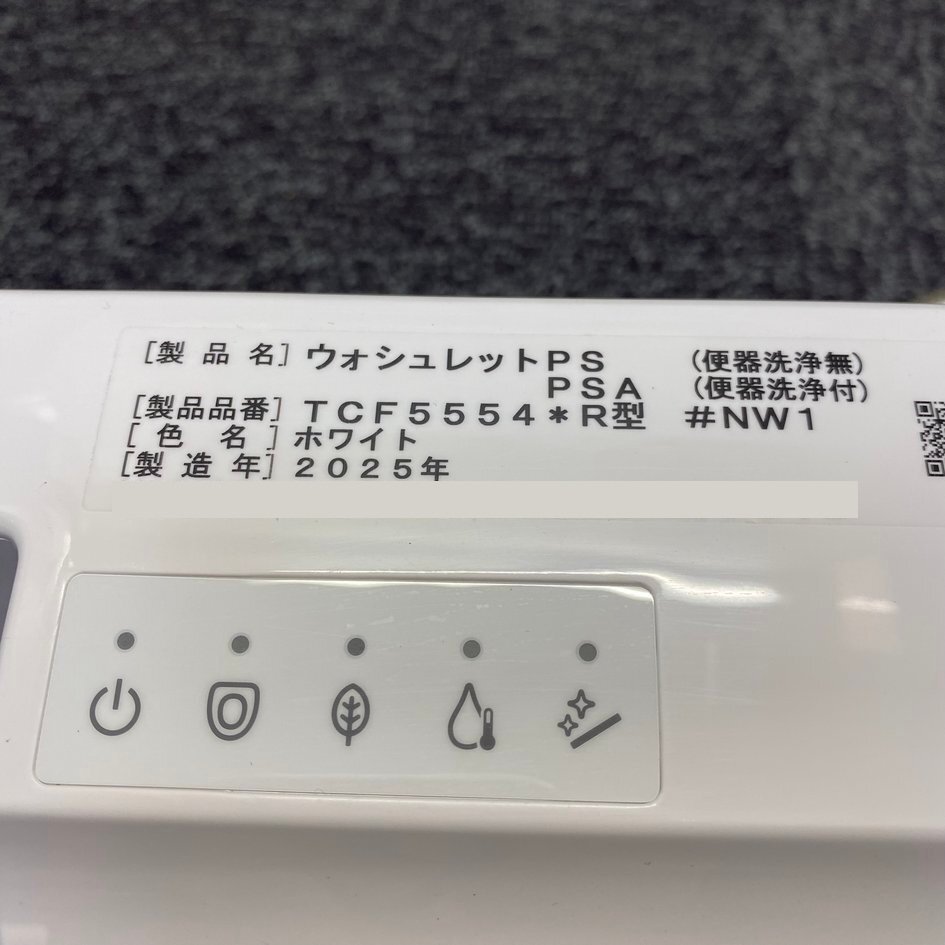 [製品名] ウォシュレットPS (便器洗浄無)
PSA (便器洗浄付)
[製品品番] TCF5554*R型 #NW1
[色名] ホワイト
[製造年] 2025年